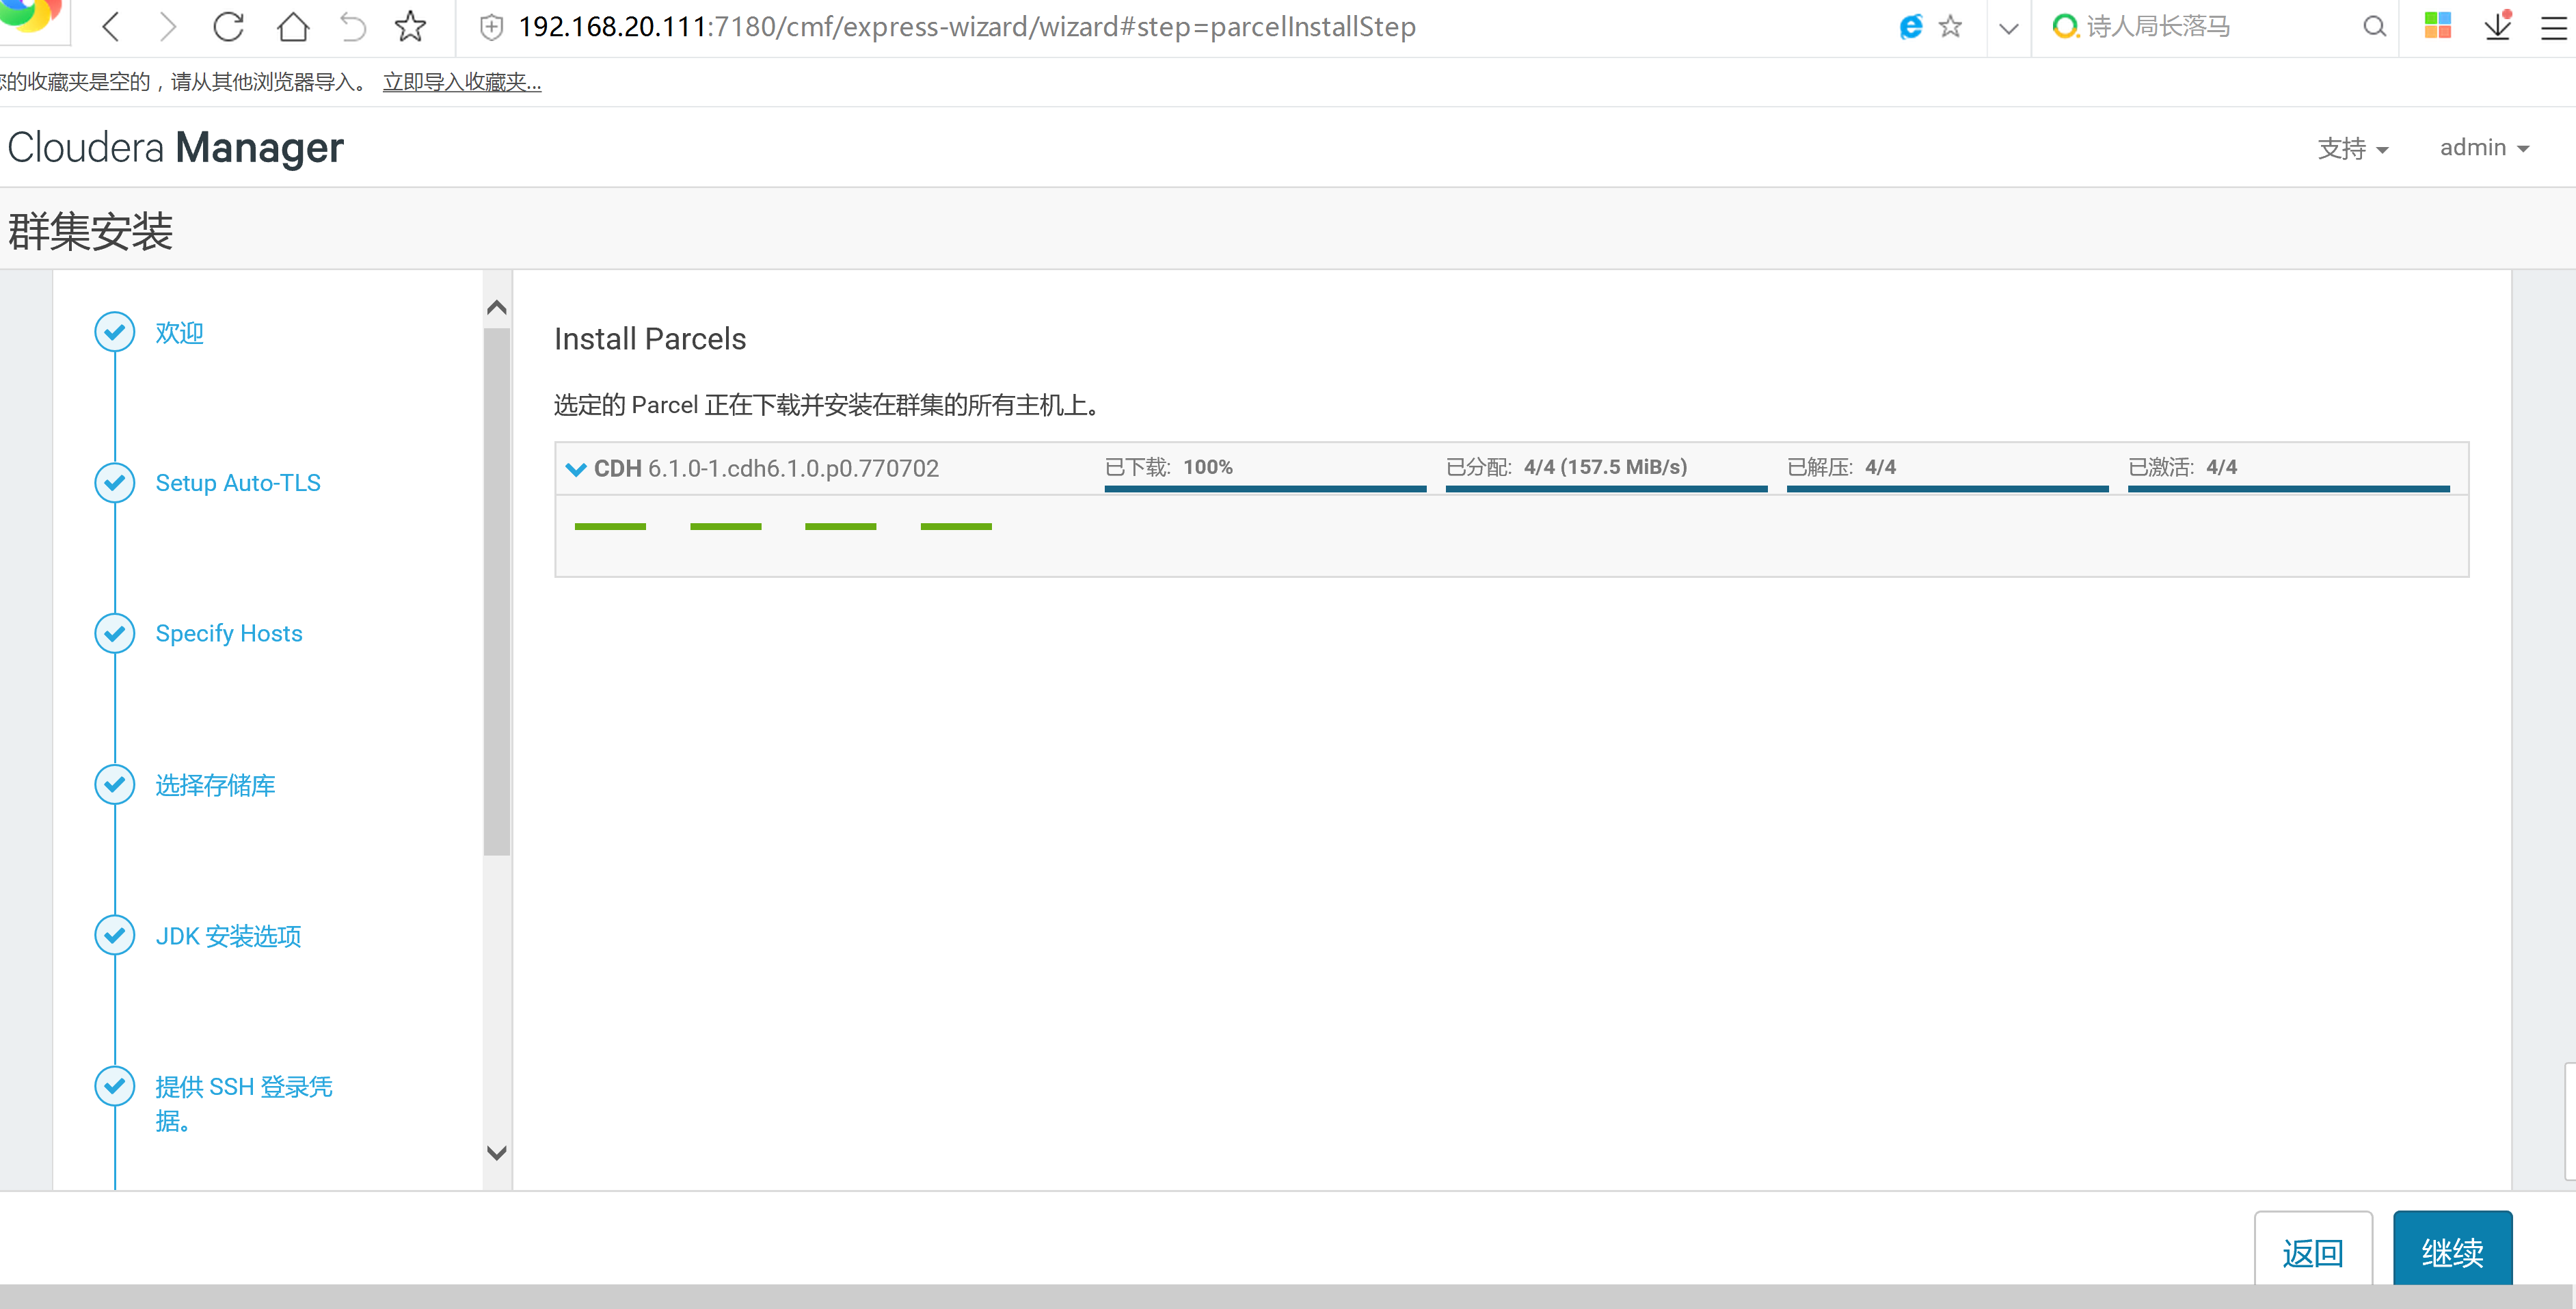 192.168.20.111:7180/cmf/express-wizard/wizard#step=parcelInstallStep
诗人局长落马
的收藏夹是空的，请从其他浏览器导入。 立即导入收藏夹...
Cloudera Manager
支持
admin
群集安装
欢迎
Setup Auto-TLS
Specify Hosts
选择存储库
JDK 安装选项
提供 SSH 登录凭
据。
Install Parcels
选定的 Parcel 正在下载并安装在群集的所有主机上。
CDH 6.1.0-1.cdh6.1.0.p0.770702
已下载: 100%
已分配: 4/4 (157.5 MiB/s)
已解压: 4/4
已激活: 4/4
返回
继续